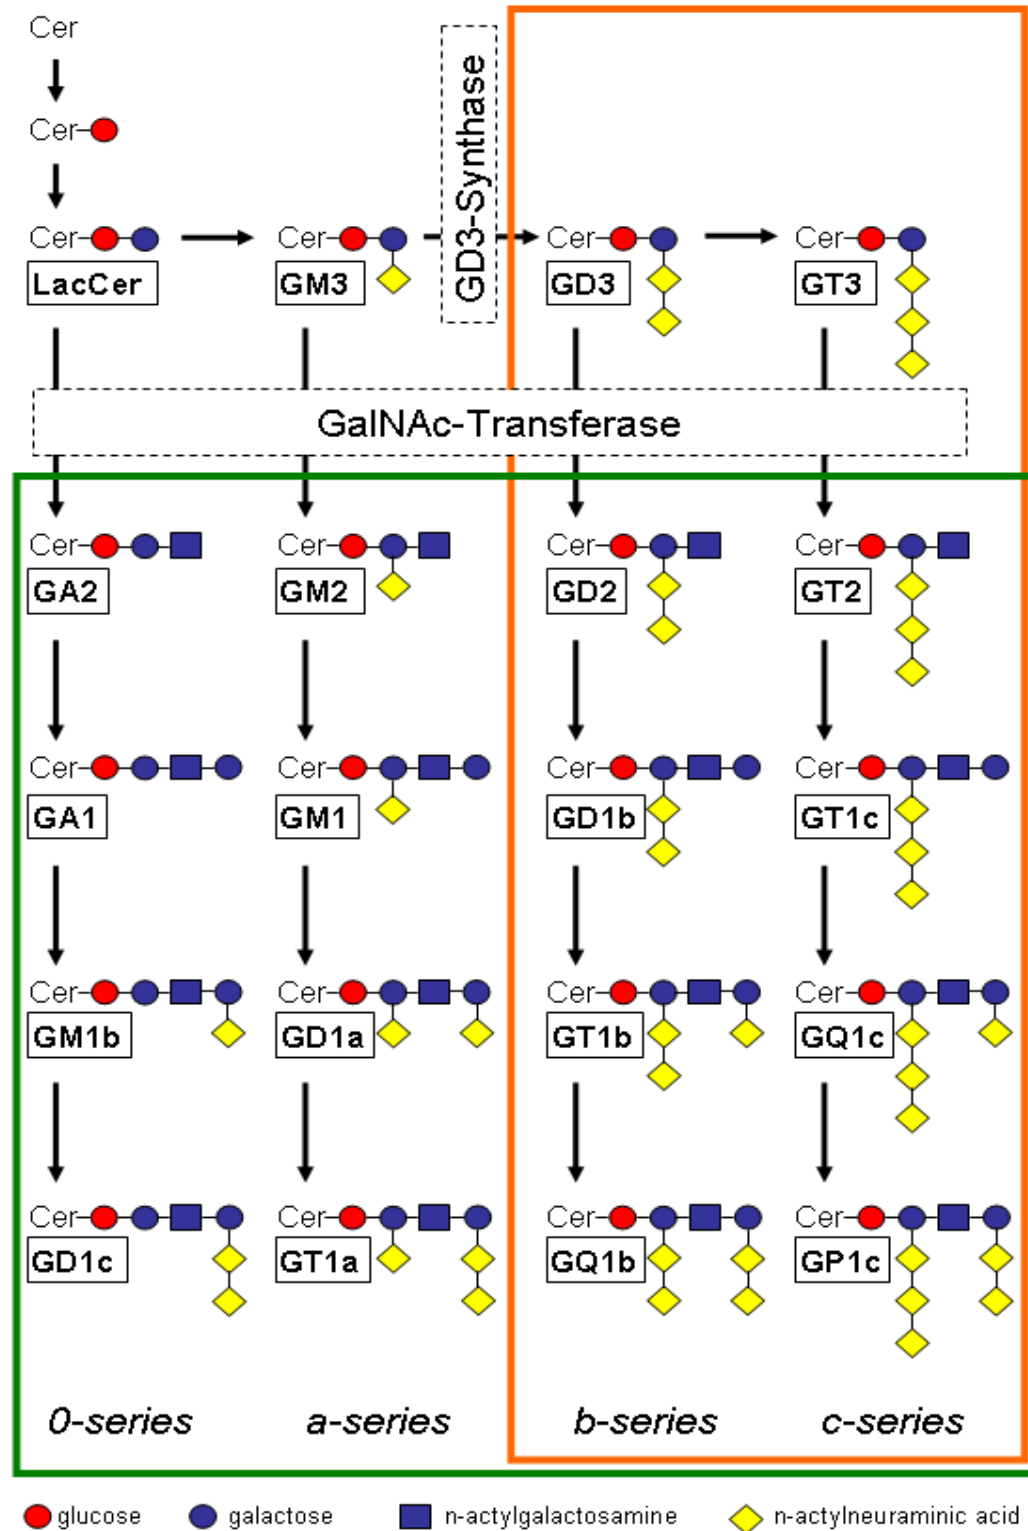 Cer
Cer
GD3-Synthase
Cer Cer Cer Cer
LacCer GM3 GD3 GT3
GalNAc-Transferase
Cer Cer Cer Cer
GA2 GM2 GD2 GT2
Cer Cer Cer Cer
GA1 GM1 GD1b GT1c
Cer Cer Cer Cer
GM1b GD1a GT1b GQ1c
Cer Cer Cer Cer
GD1c GT1a GQ1b GP1c
0-series a-series b-series c-series
glucose galactose n-actylgalactosamine n-actylneuraminic acid